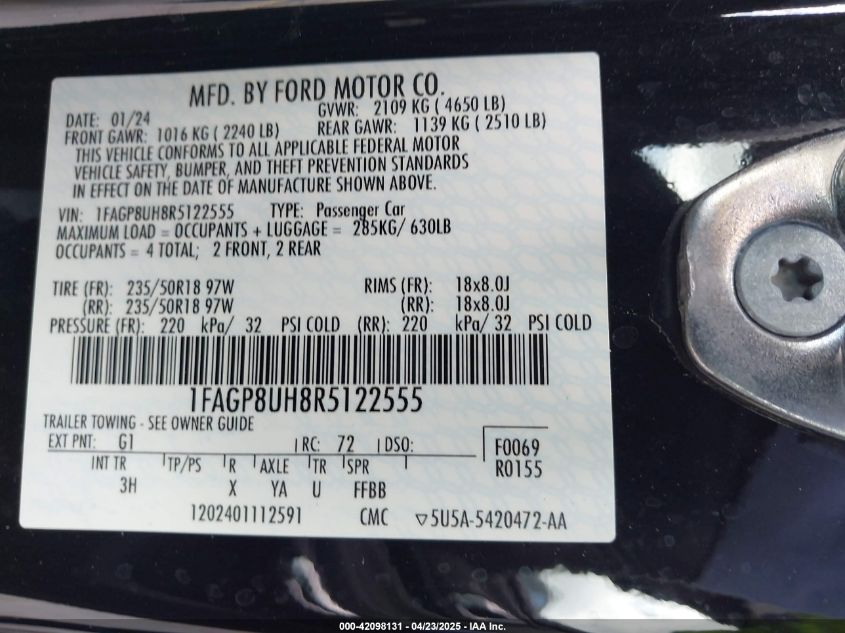 MFD. BY FORD MOTOR CO.
DATE: 01/24 GVWR: 2109 KG ( 4650 LB)
FRONT GAWR: 1016 KG ( 2240 LB) REAR GAWR: 1139 KG ( 2510 LB)
THIS VEHICLE CONFORMS TO ALL APPLICABLE FEDERAL MOTOR
VEHICLE SAFETY, BUMPER, AND THEFT PREVENTION STANDARDS
IN EFFECT ON THE DATE OF MANUFACTURE SHOWN ABOVE.
VIN: 1FAGP8UH8R5122555 TYPE: Passenger Car
MAXIMUM LOAD = OCCUPANTS + LUGGAGE = 285KG/ 630LB
OCCUPANTS = 4 TOTAL; 2 FRONT, 2 REAR
TIRE (FR): 235/50R18 97W RIMS (FR): 18x8.0J
(RR): 235/50R18 97W (RR): 18x8.0J
PRESSURE (FR): 220 kPa/ 32 PSI COLD (RR): 220 kPa/ 32 PSI COLD
1FAGP8UH8R5122555
TRAILER TOWING - SEE OWNER GUIDE
EXT PNT: G1 RC: 72 DSO: F0069
INT TR TP/PS R AXLE TR SPR R0155
3H X YA U FFBB
1202401112591 CMC ▽5U5A-5420472-AA
000-42098131 - 04/23/2025 - IAA Inc.